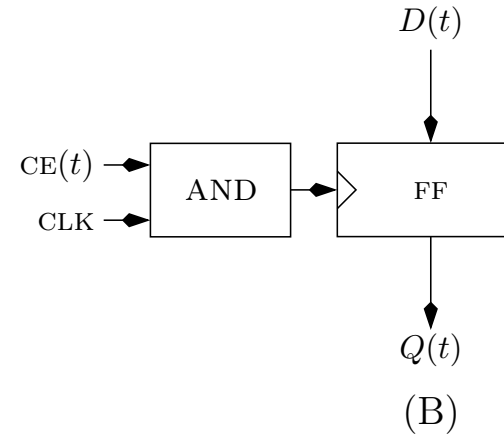 D(t)
CE(t)
AND
FF
CLK
Q(t)
(B)